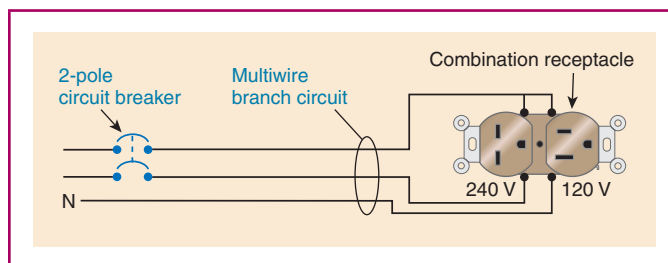 2-pole
circuit breaker
Multiwire
branch circuit
Combination receptacle
N
240 V
120 V